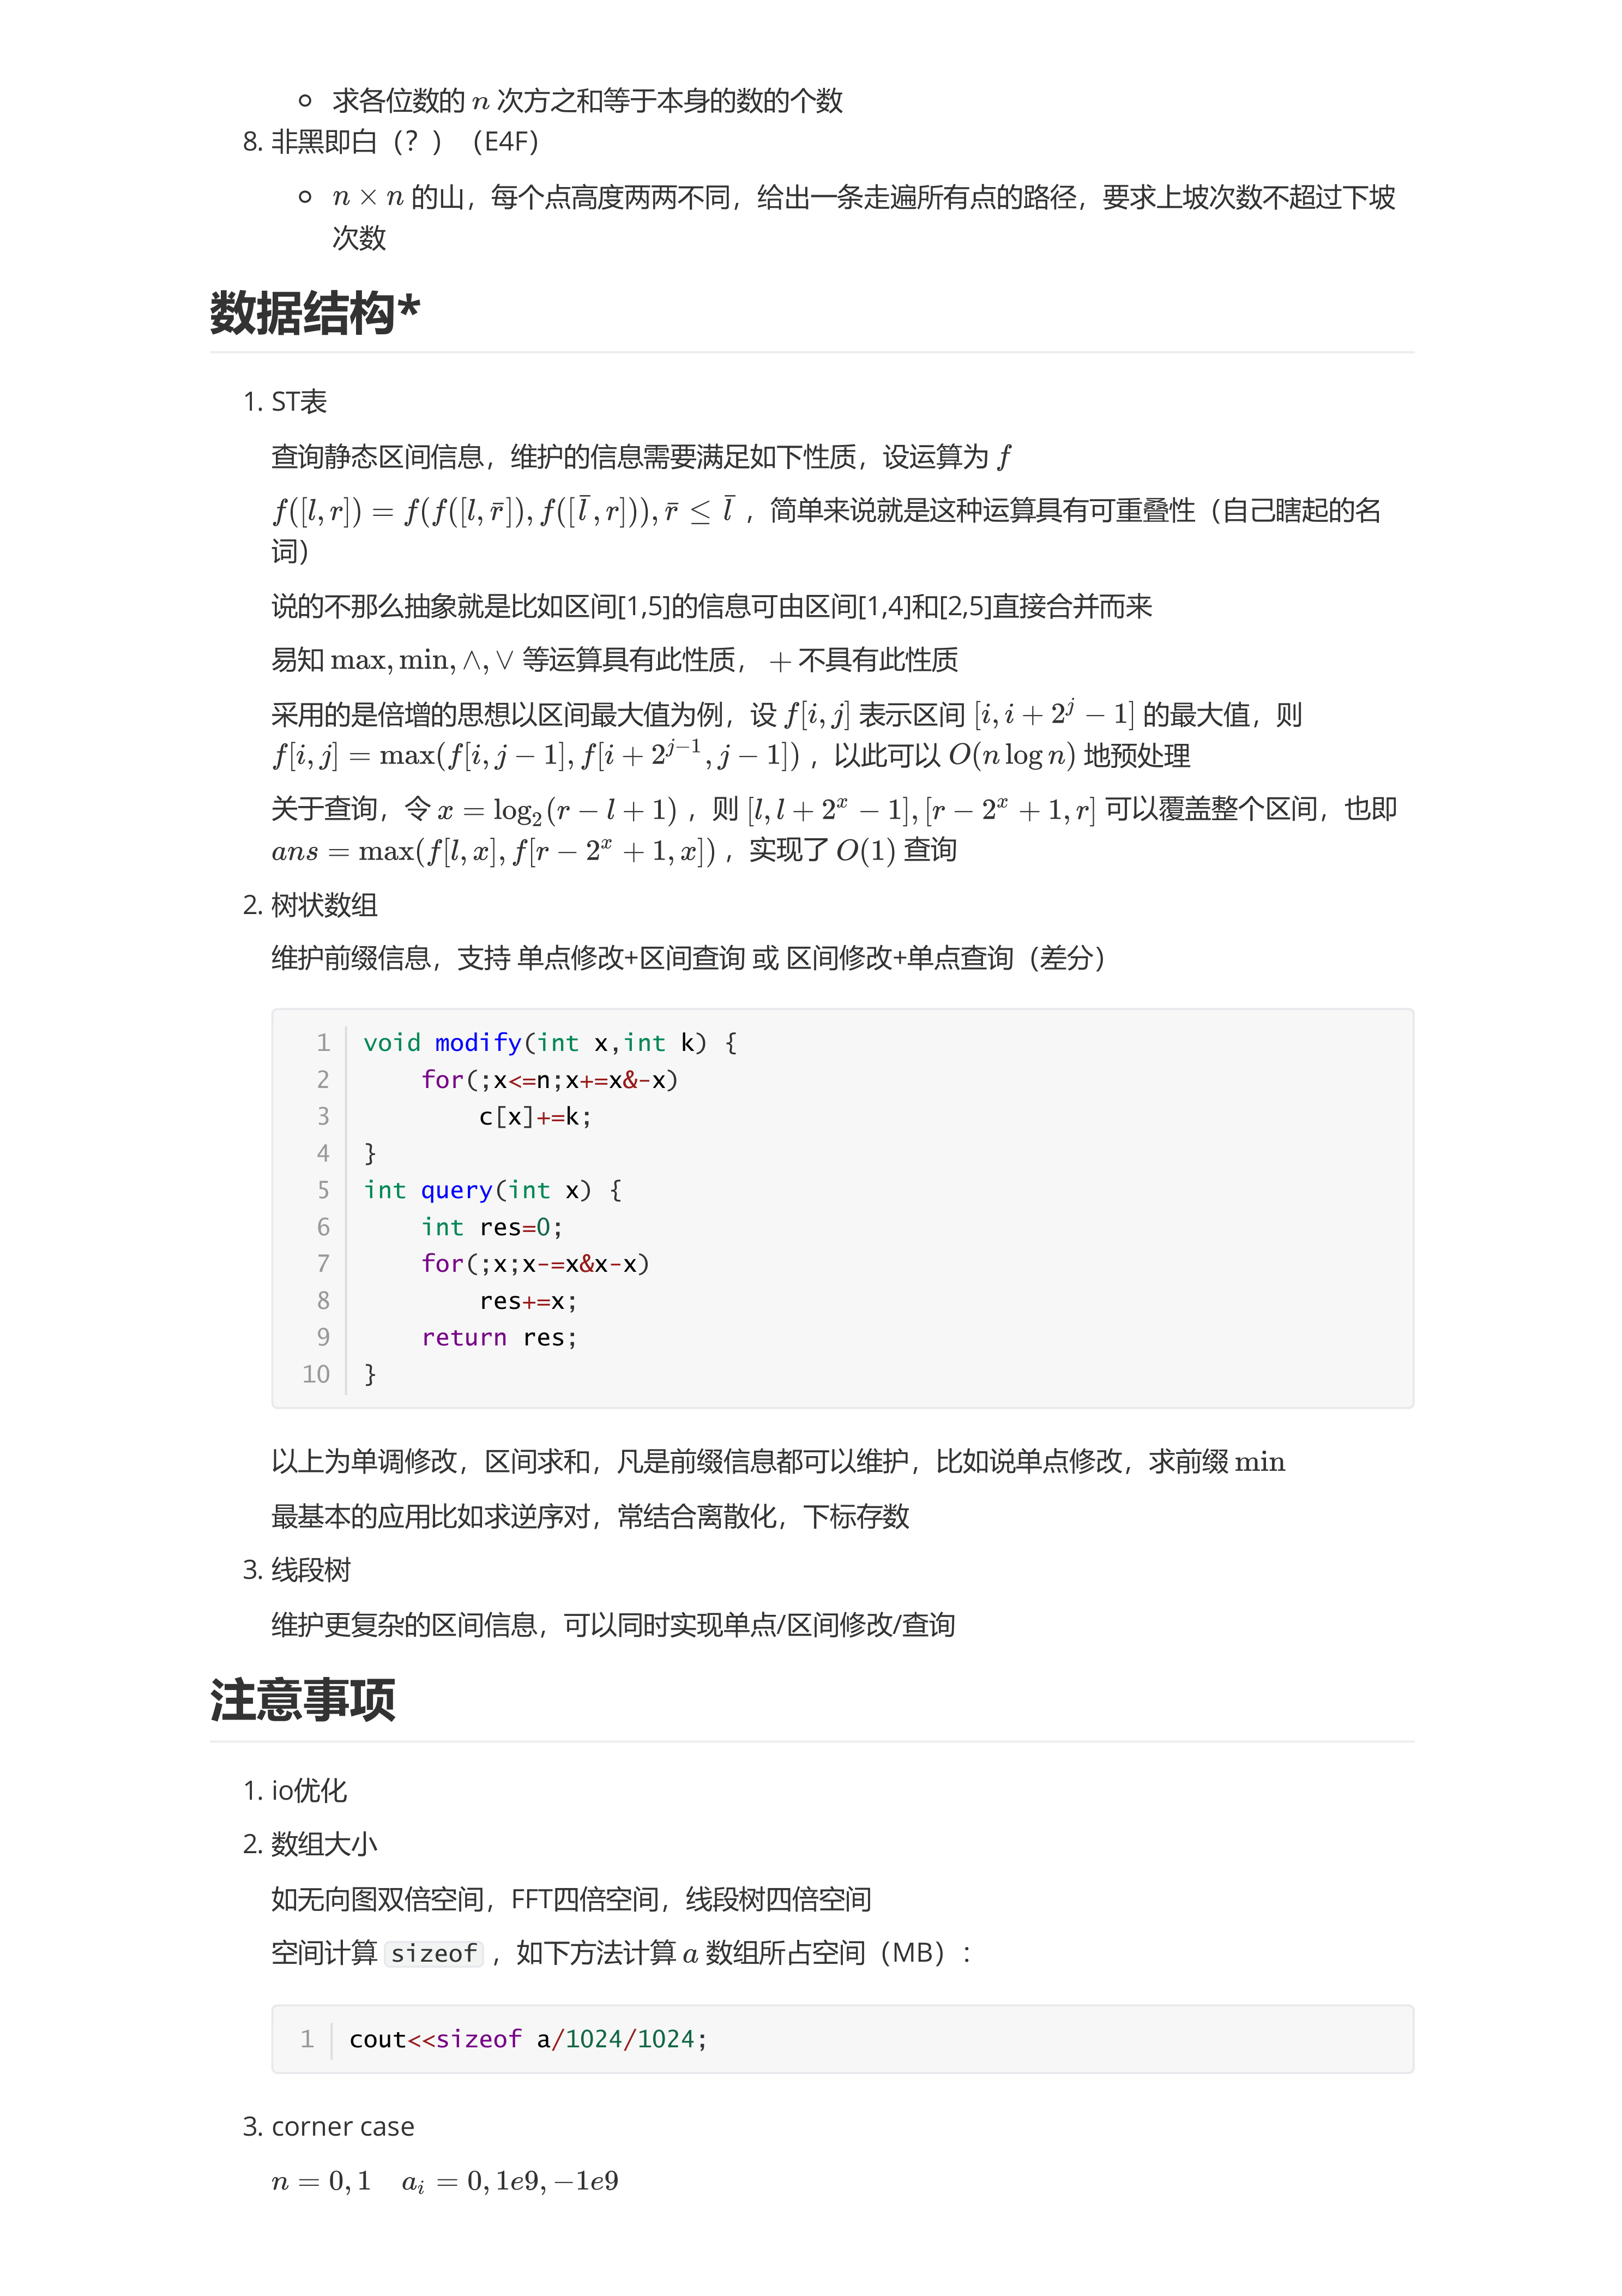 求各位数的 n 次方之和等于本身的数的个数
8. 非黑即白（？）（E4F）
n × n 的山，每个点高度两两不同，给出一条走遍所有点的路径，要求上坡次数不超过下坡
次数
数据结构*
1. ST表
查询静态区间信息，维护的信息需要满足如下性质，设运算为 f
f([l, r]) = f(f([l, r̄]), f([l̄, r])), r̄ ≤ l̄ ，简单来说就是这种运算具有可重叠性（自己瞎起的名
词）
说的不那么抽象就是比如区间[1,5]的信息可由区间[1,4]和[2,5]直接合并而来
易知 max, min, ∧, ∨ 等运算具有此性质， + 不具有此性质
采用的是倍增的思想以区间最大值为例，设 f[i, j] 表示区间 [i, i + 2^j − 1] 的最大值，则
f[i, j] = max(f[i, j − 1], f[i + 2^{j−1}, j − 1]) ，以此可以 O(n log n) 地预处理
关于查询，令 x = log₂(r − l + 1) ，则 [l, l + 2^x − 1], [r − 2^x + 1, r] 可以覆盖整个区间，也即
ans = max(f[l, x], f[r − 2^x + 1, x]) ，实现了 O(1) 查询
2. 树状数组
维护前缀信息，支持 单点修改+区间查询 或 区间修改+单点查询（差分）
1 void modify(int x,int k) {
2     for(;x<=n;x+=x&-x)
3         c[x]+=k;
4 }
5 int query(int x) {
6     int res=0;
7     for(;x;x-=x&x-x)
8         res+=x;
9     return res;
10 }
以上为单调修改，区间求和，凡是前缀信息都可以维护，比如说单点修改，求前缀 min
最基本的应用比如求逆序对，常结合离散化，下标存数
3. 线段树
维护更复杂的区间信息，可以同时实现单点/区间修改/查询
注意事项
1. io优化
2. 数组大小
如无向图双倍空间，FFT四倍空间，线段树四倍空间
空间计算 sizeof ，如下方法计算 a 数组所占空间（MB）：
1 cout<<sizeof a/1024/1024;
3. corner case
n = 0, 1   aᵢ = 0, 1e9, −1e9